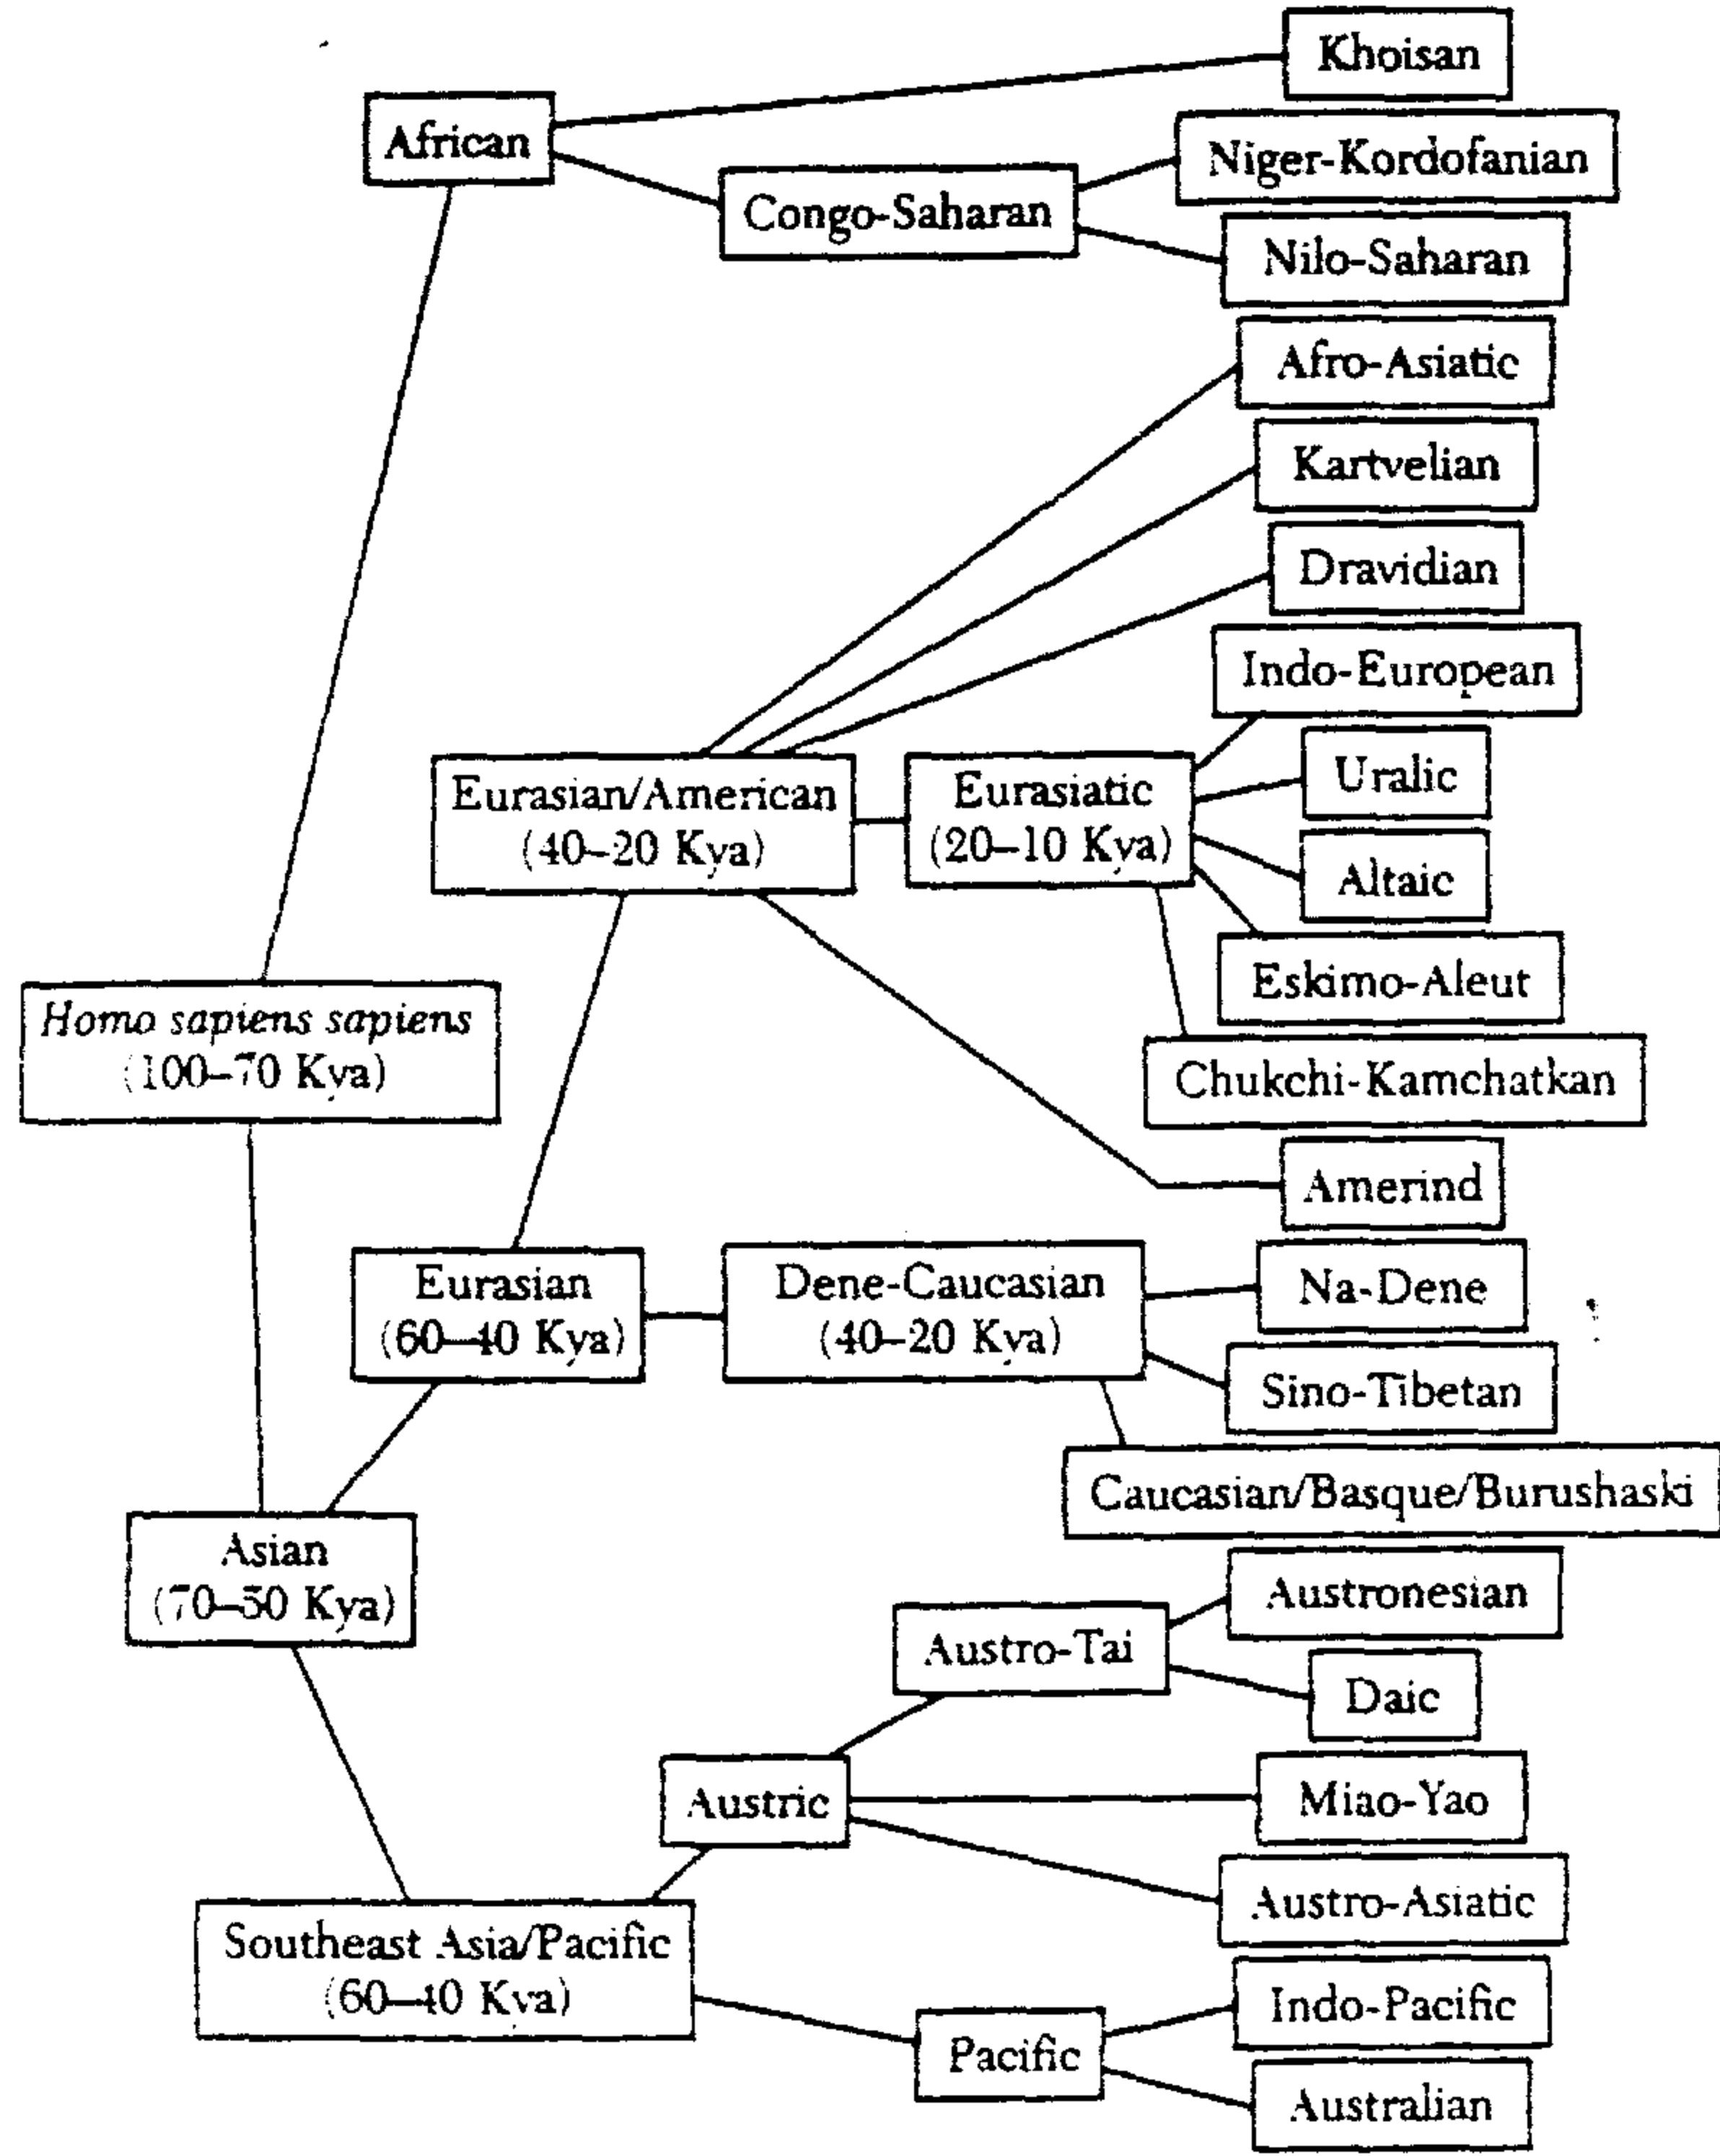 Khoisan
African
Niger-Kordofanian
Congo-Saharan
Nilo-Saharan
Afro-Asiatic
Kartvelian
Dravidian
Indo-European
Eurasian/American
(40–20 Kya)
Eurasiatic
(20–10 Kya)
Uralic
Altaic
Eskimo-Aleut
Homo sapiens sapiens
(100–70 Kya)
Chukchi-Kamchatkan
Amerind
Eurasian
(60–40 Kya)
Dene-Caucasian
(40–20 Kya)
Na-Dene
Sino-Tibetan
Caucasian/Basque/Burushaski
Asian
(70–50 Kya)
Austronesian
Austro-Tai
Daic
Austric
Miao-Yao
Austro-Asiatic
Southeast Asia/Pacific
(60–40 Kya)
Indo-Pacific
Pacific
Australian